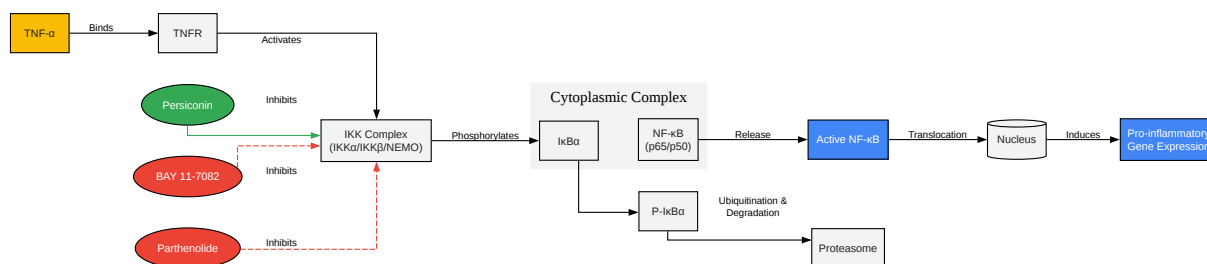 TNF-α
Binds
TNFR
Activates
Persiconin
Inhibits
BAY 11-7082
Inhibits
Parthenolide
Inhibits
IKK Complex
(IKKα/IKKβ/NEMO)
Phosphorylates
Cytoplasmic Complex
IκBα
NF-κB
(p65/p50)
Release
Active NF-κB
Translocation
Nucleus
Induces
Pro-inflammatory
Gene Expression
P-IκBα
Ubiquitination &
Degradation
Proteasome